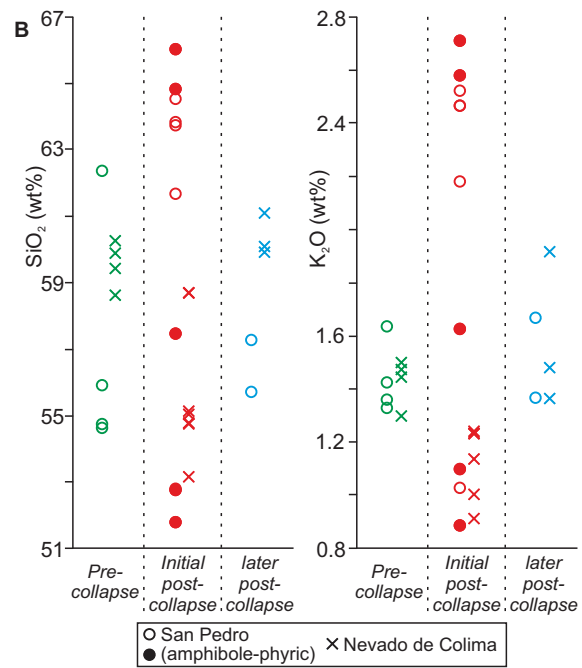 B
SiO₂ (wt%)
67
63
59
55
51
Pre-
collapse
Initial
post-
collapse
later
post-
collapse
K₂O (wt%)
2.8
2.4
1.6
1.2
0.8
Pre-
collapse
Initial
post-
collapse
later
post-
collapse
San Pedro
(amphibole-phyric)
Nevado de Colima